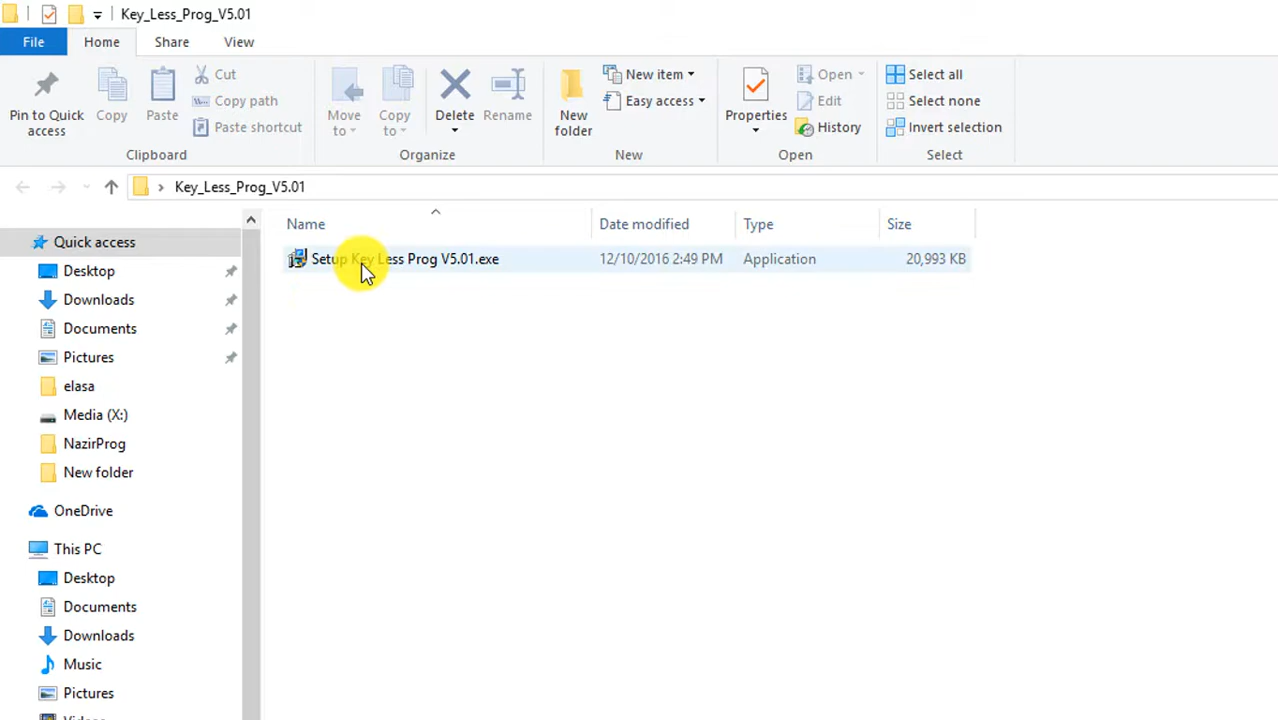 Key_Less_Prog_V5.01
File Home Share View
Pin to Quick access
Copy
Paste
Cut
Copy path
Paste shortcut
Clipboard
Move to
Copy to
Delete
Rename
Organize
New folder
New item
Easy access
New
Properties
Open
Edit
History
Open
Select all
Select none
Invert selection
Select
Key_Less_Prog_V5.01
Name Date modified Type Size
Setup Key Less Prog V5.01.exe 12/10/2016 2:49 PM Application 20,993 KB
Quick access
Desktop
Downloads
Documents
Pictures
elasa
Media (X:)
NazirProg
New folder
OneDrive
This PC
Desktop
Documents
Downloads
Music
Pictures
Videos